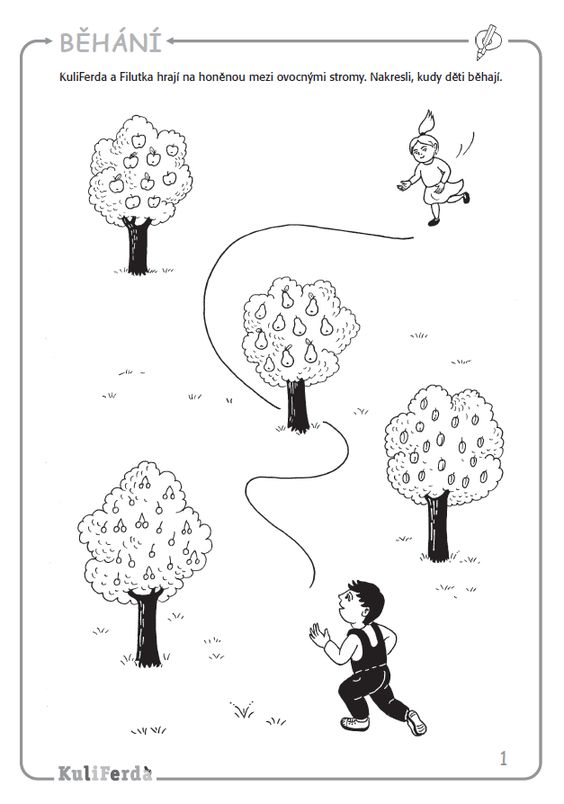 BĚHÁNÍ
KuliFerda a Filutka hrají na honěnou mezi ovocnými stromy. Nakresli, kudy děti běhají.
1
KuliFerda